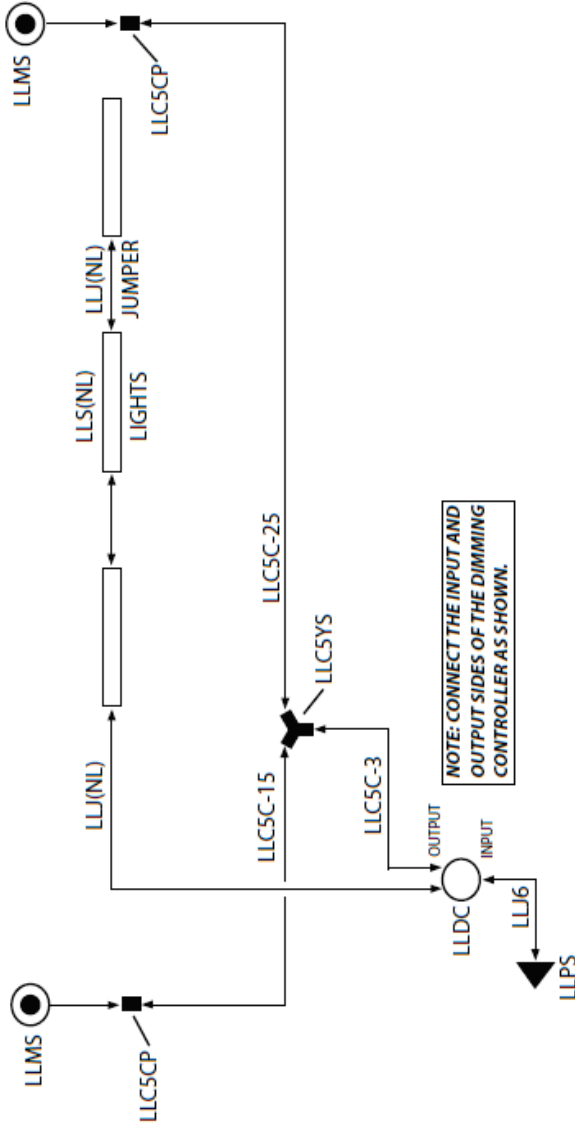 LLMS
LLMS
LLJ(NL)
LLS(NL)
LIGHTS
LLJ(NL)
JUMPER
LLC5CP
LLC5CP
LLC5C-15
LLC5C-25
LLC5YS
LLC5C-3
OUTPUT
LLDC
INPUT
NOTE: CONNECT THE INPUT AND
OUTPUT SIDES OF THE DIMMING
CONTROLLER AS SHOWN.
LLJ6
LLPS